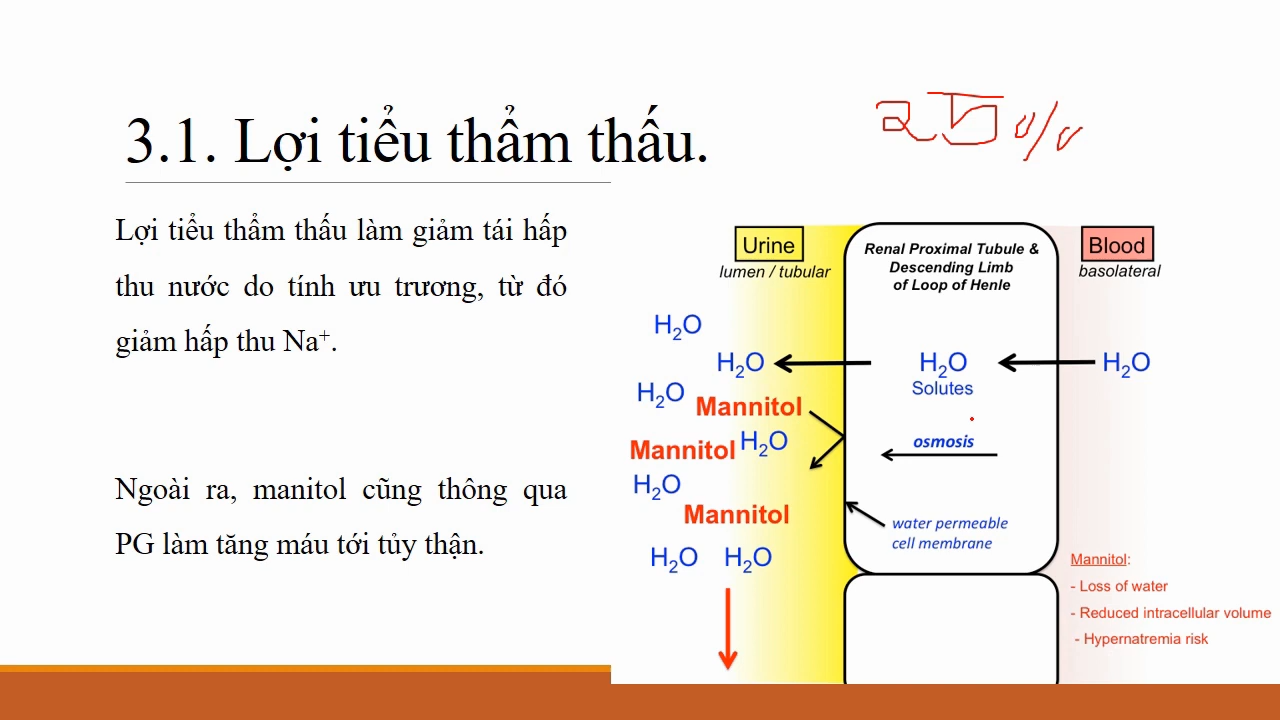 3.1. Lợi tiểu thẩm thấu.
25%
Lợi tiểu thẩm thấu làm giảm tái hấp
thu nước do tính ưu trương, từ đó
giảm hấp thu Na⁺.
Ngoài ra, manitol cũng thông qua
PG làm tăng máu tới tủy thận.
Urine
lumen / tubular
Renal Proximal Tubule &
Descending Limb
of Loop of Henle
Blood
basolateral
H₂O
H₂O
H₂O
H₂O
Solutes
H₂O
Mannitol
Mannitol
H₂O
osmosis
H₂O
Mannitol
water permeable
cell membrane
H₂O H₂O
Mannitol:
- Loss of water
- Reduced intracellular volume
- Hypernatremia risk